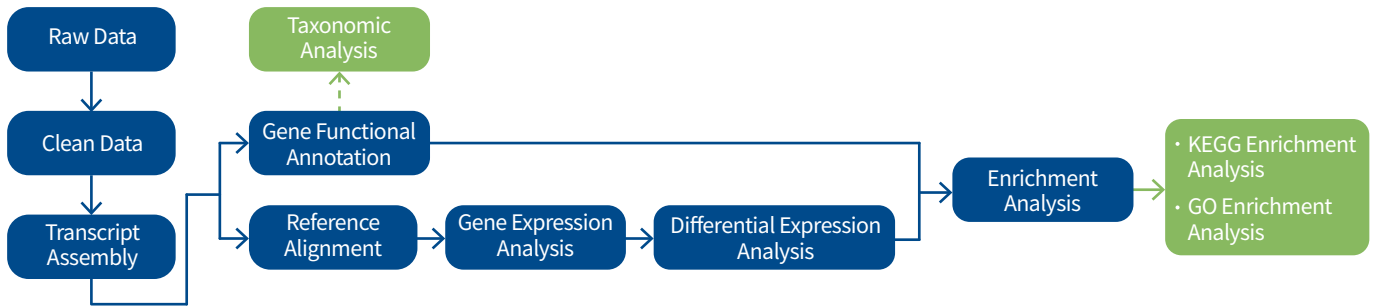 Raw Data
Clean Data
Transcript
Assembly
Taxonomic
Analysis
Gene Functional
Annotation
Reference
Alignment
Gene Expression
Analysis
Differential Expression
Analysis
Enrichment
Analysis
· KEGG Enrichment
Analysis
· GO Enrichment
Analysis